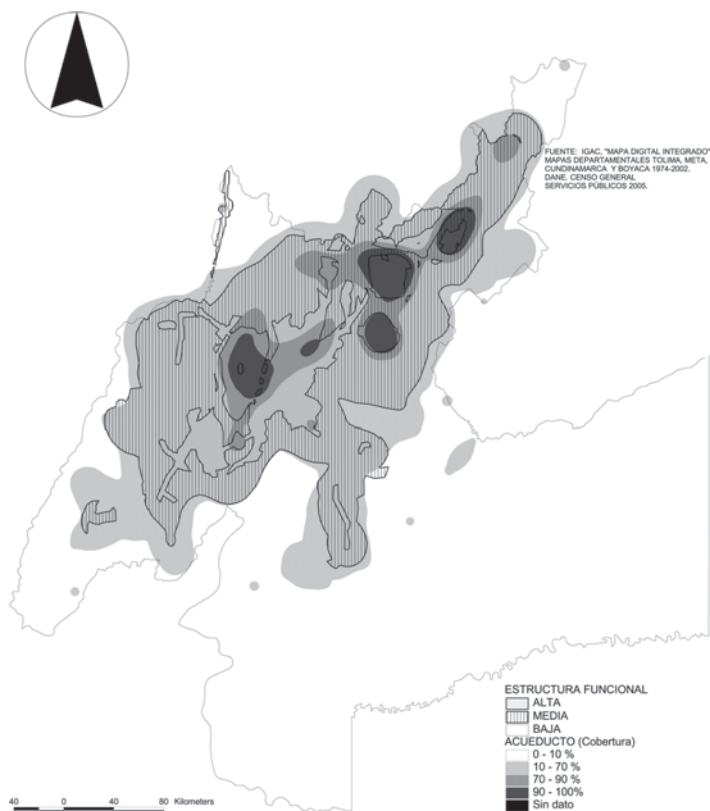 FUENTE: IGAC, "MAPA DIGITAL INTEGRADO"
MAPAS DEPARTAMENTALES TOLIMA, META,
CUNDINAMARCA Y BOYACA 1974-2002.
DANE. CENSO GENERAL
SERVICIOS PÚBLICOS 2005.
ESTRUCTURA FUNCIONAL
ALTA
MEDIA
BAJA
ACUEDUCTO (Cobertura)
0 - 10 %
10 - 70 %
70 - 90 %
90 - 100%
Sin dato
40 0 40 80 Kilometers